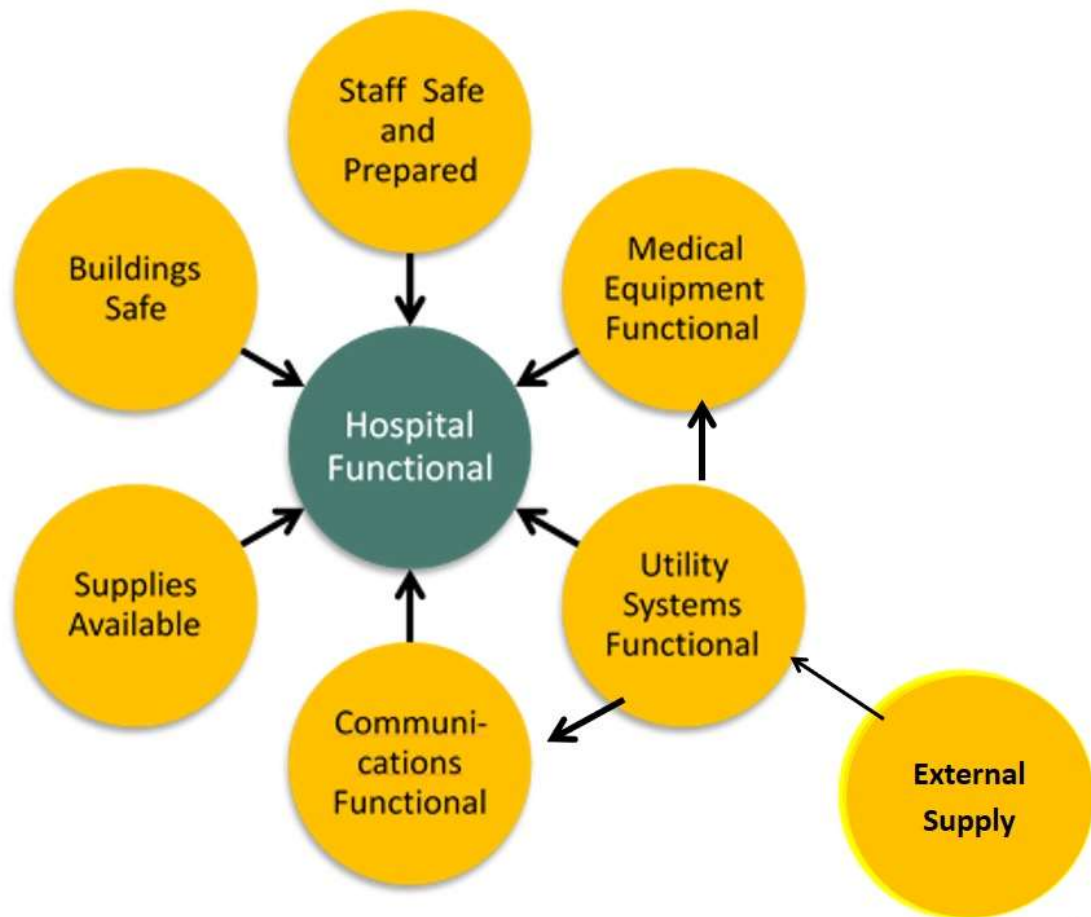 Staff Safe
and
Prepared
Buildings
Safe
Medical
Equipment
Functional
Hospital
Functional
Supplies
Available
Utility
Systems
Functional
Communi-
cations
Functional
External
Supply